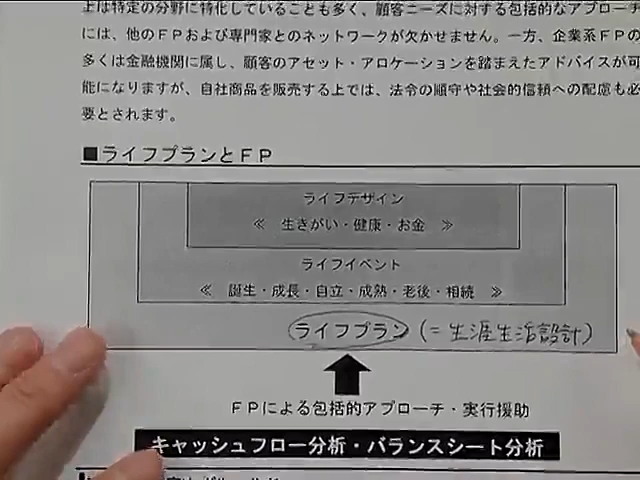 上は特定の分野に特化していることも多く、顧客ニーズに対する包括的なアプローチ
には、他のＦＰおよび専門家とのネットワークが欠かせません。一方、企業系ＦＰの
多くは金融機関に属し、顧客のアセット・アロケーションを踏まえたアドバイスが可
能になりますが、自社商品を販売する上では、法令の順守や社会的信頼への配慮も必
要とされます。
■ライフプランとＦＰ
ライフデザイン
≪ 生きがい・健康・お金 ≫
ライフイベント
≪ 誕生・成長・自立・成熟・老後・相続 ≫
ライフプラン (= 生涯生活設計)
ＦＰによる包括的アプローチ・実行援助
キャッシュフロー分析・バランスシート分析